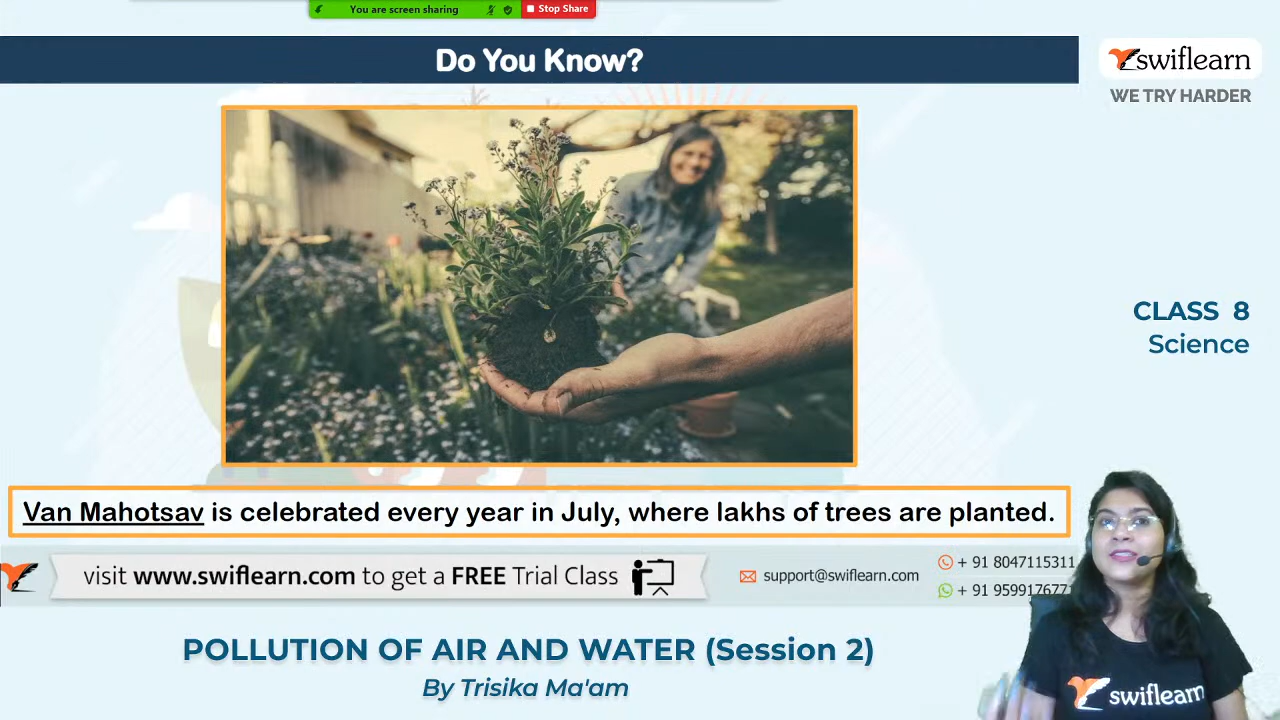 You are screen sharing
Stop Share
Do You Know?
swiflearn
WE TRY HARDER
CLASS 8
Science
Van Mahotsav is celebrated every year in July, where lakhs of trees are planted.
visit www.swiflearn.com to get a FREE Trial Class
support@swiflearn.com
+ 91 8047115311
+ 91 959917677
POLLUTION OF AIR AND WATER (Session 2)
By Trisika Ma'am
swiflearn